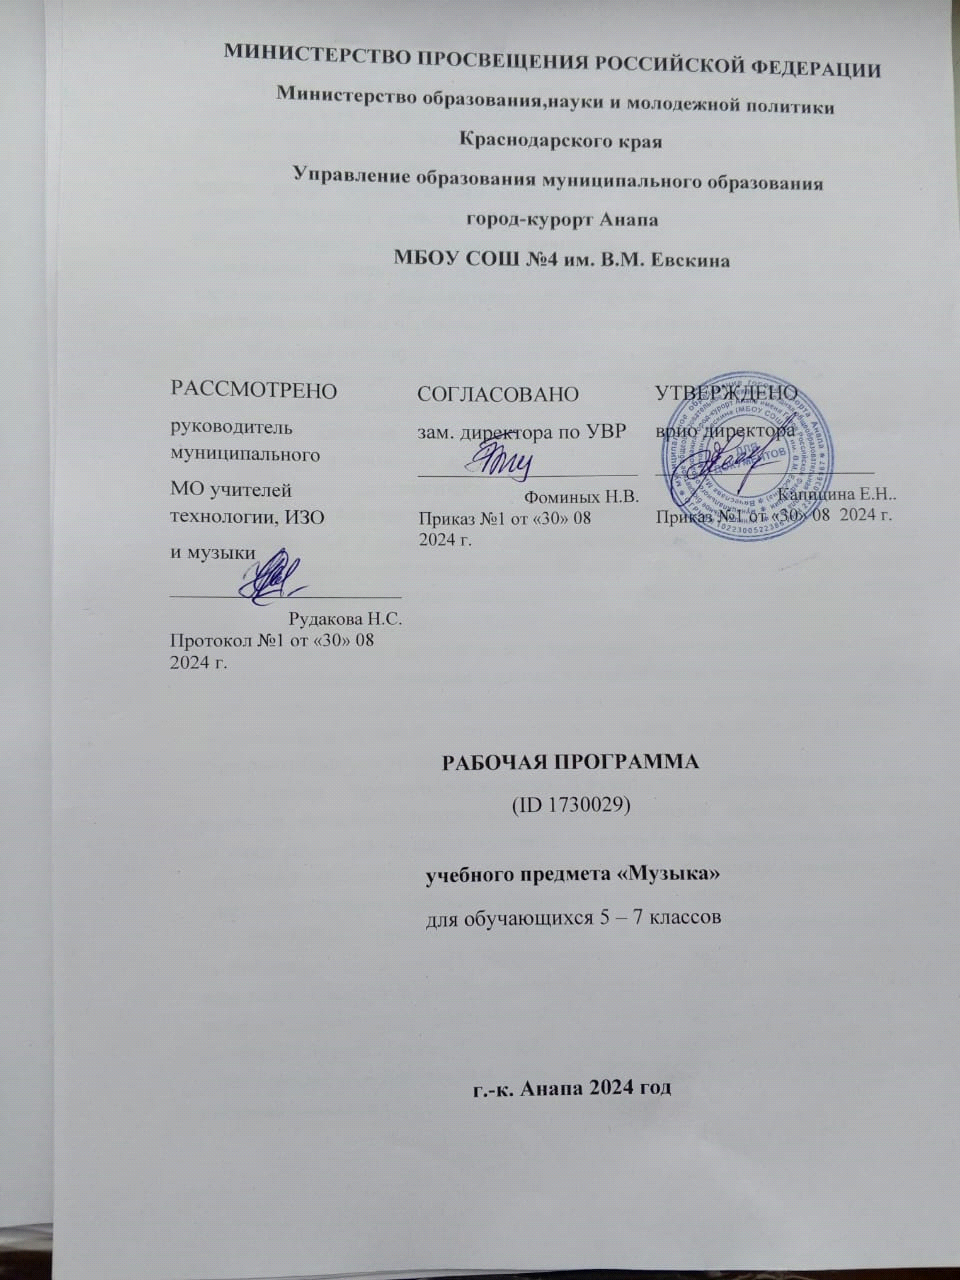 МИНИСТЕРСТВО ПРОСВЕЩЕНИЯ РОССИЙСКОЙ ФЕДЕРАЦИИ
Министерство образования,науки и молодежной политики
Краснодарского края
Управление образования муниципального образования
город-курорт Анапа
МБОУ СОШ №4 им. В.М. Евскина
РАССМОТРЕНО
руководитель
муниципального
МО учителей
технологии, ИЗО
и музыки
Рудакова Н.С.
Протокол №1 от «30» 08
2024 г.
СОГЛАСОВАНО
зам. директора по УВР
Фоминых Н.В.
Приказ №1 от «30» 08
2024 г.
УТВЕРЖДЕНО
врио директора
Капицина Е.Н..
Приказ №1 от «30» 08 2024 г.
ДЛЯ
ДОКУМЕНТОВ
РАБОЧАЯ ПРОГРАММА
(ID 1730029)
учебного предмета «Музыка»
для обучающихся 5 – 7 классов
г.-к. Анапа 2024 год